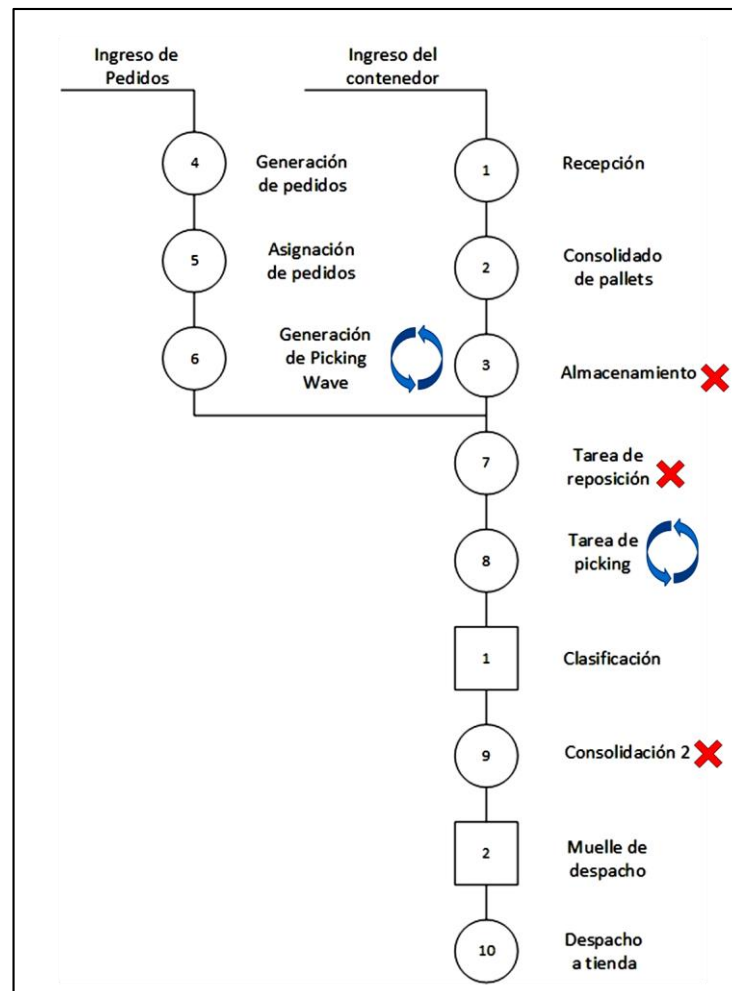 Ingreso de
Pedidos
Ingreso del
contenedor
4
Generación
de pedidos
1
Recepción
5
Asignación
de pedidos
2
Consolidado
de pallets
6
Generación
de Picking
Wave
3
Almacenamiento
7
Tarea de
reposición
8
Tarea de
picking
1
Clasificación
9
Consolidación 2
2
Muelle de
despacho
10
Despacho
a tienda